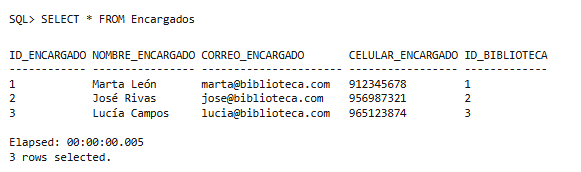 SQL> SELECT * FROM Encargados
ID_ENCARGADO NOMBRE_ENCARGADO CORREO_ENCARGADO CELULAR_ENCARGADO ID_BIBLIOTECA
------------ ---------------- --------------------- ----------------- -------------
1 Marta León marta@biblioteca.com 912345678 1
2 José Rivas jose@biblioteca.com 956987321 2
3 Lucía Campos lucia@biblioteca.com 965123874 3
Elapsed: 00:00:00.005
3 rows selected.